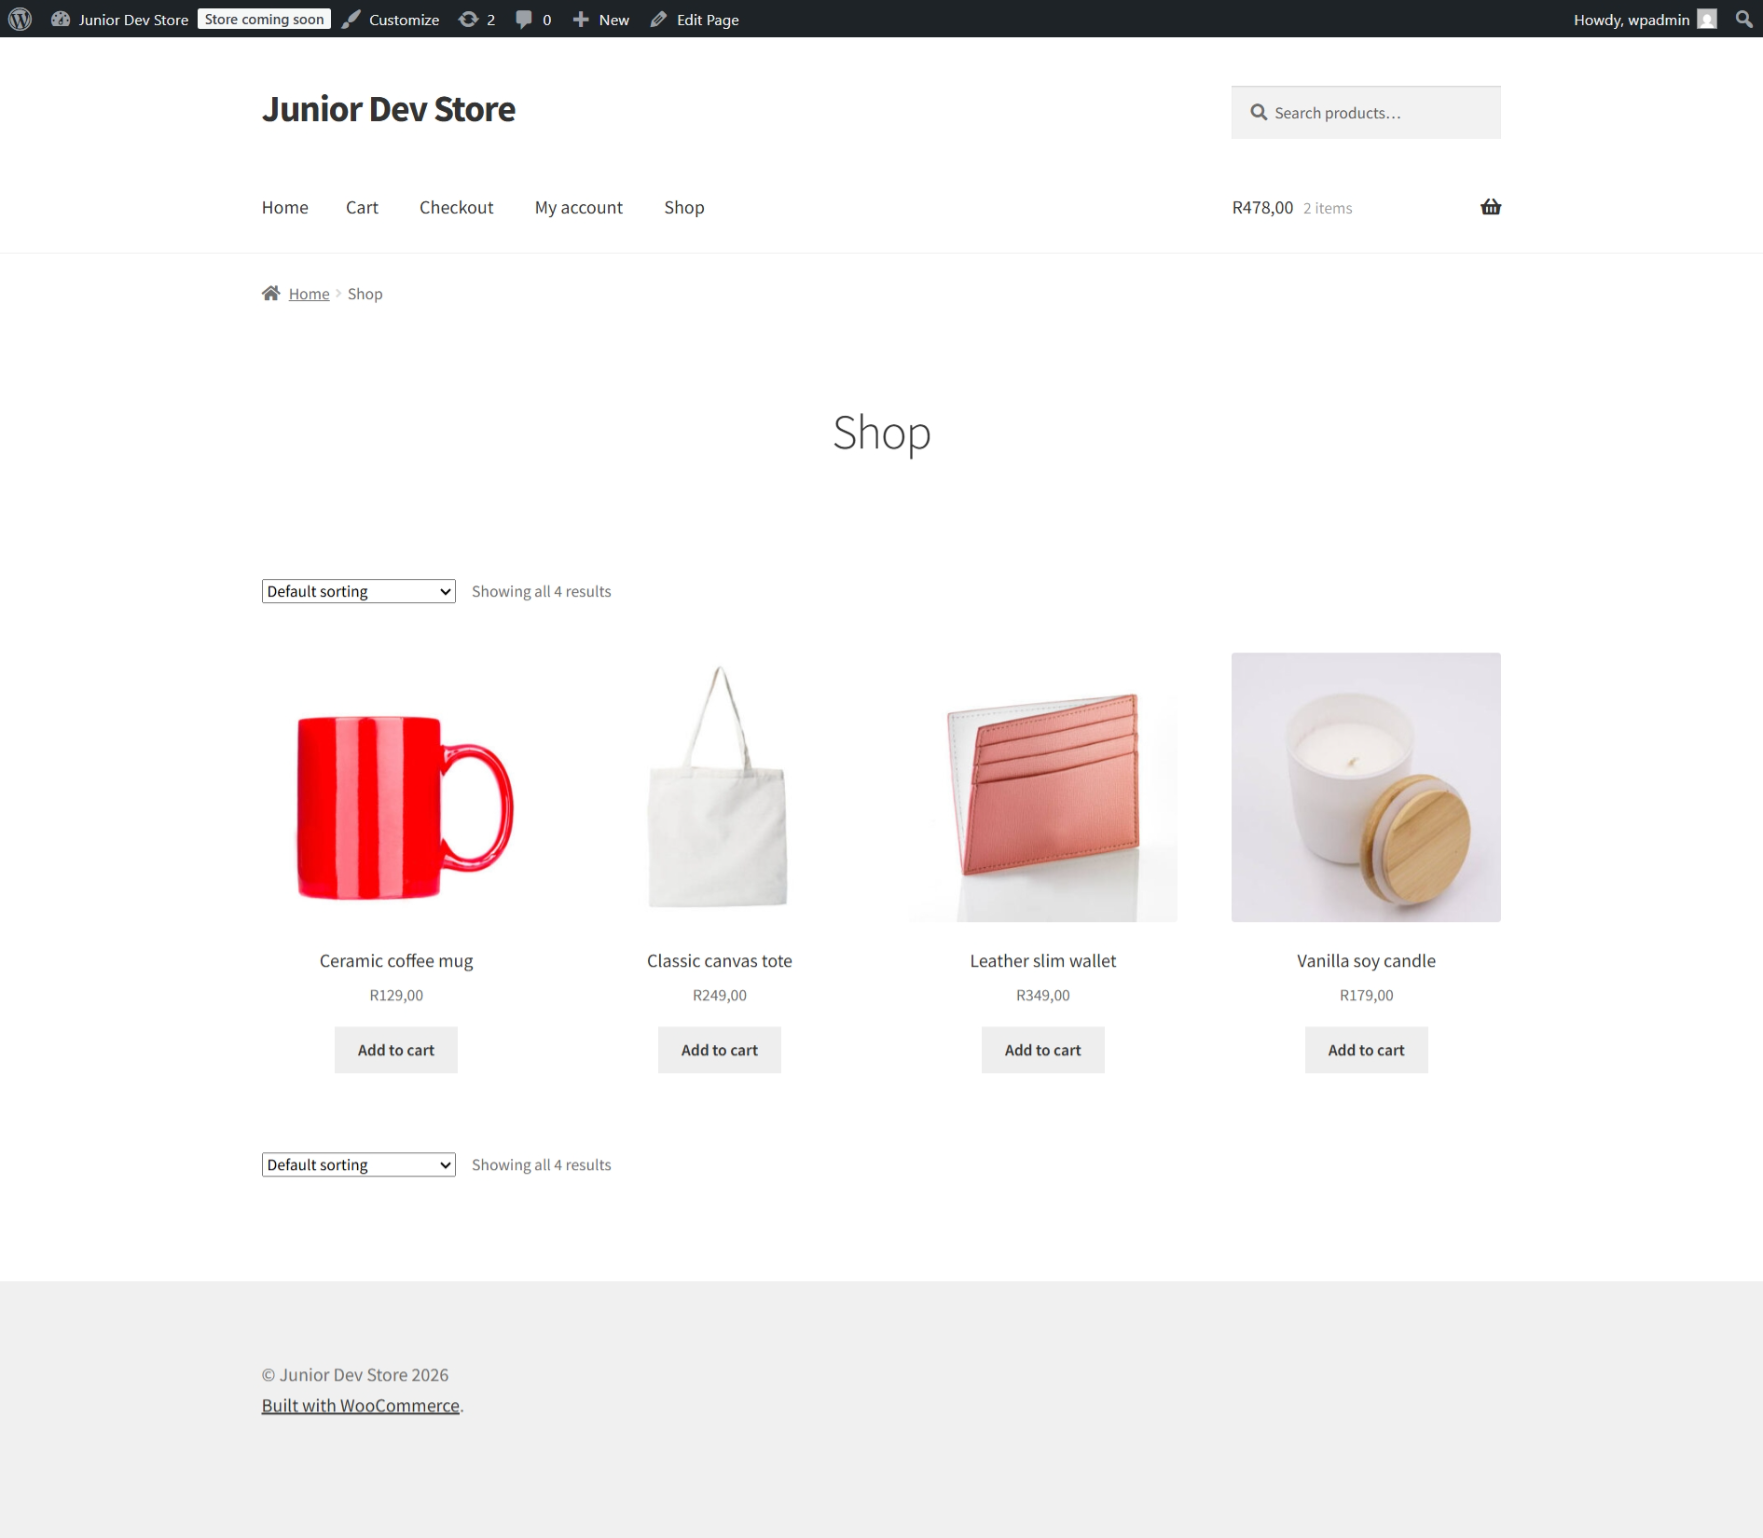 Junior Dev Store Store coming soon Customize 2 0 New Edit Page Howdy, wpadmin
Junior Dev Store
Search products…
Home Cart Checkout My account Shop R478,00 2 items
Home Shop
Shop
Default sorting Showing all 4 results
Ceramic coffee mug Classic canvas tote Leather slim wallet Vanilla soy candle
R129,00 R249,00 R349,00 R179,00
Add to cart Add to cart Add to cart Add to cart
Default sorting Showing all 4 results
© Junior Dev Store 2026
Built with WooCommerce.